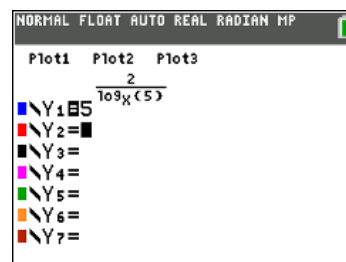 NORMAL FLOAT AUTO REAL RADIAN MP
Plot1 Plot2 Plot3
\Y₁=5^(2/logₓ(5))
\Y₂=
\Y₃=
\Y₄=
\Y₅=
\Y₆=
\Y₇=